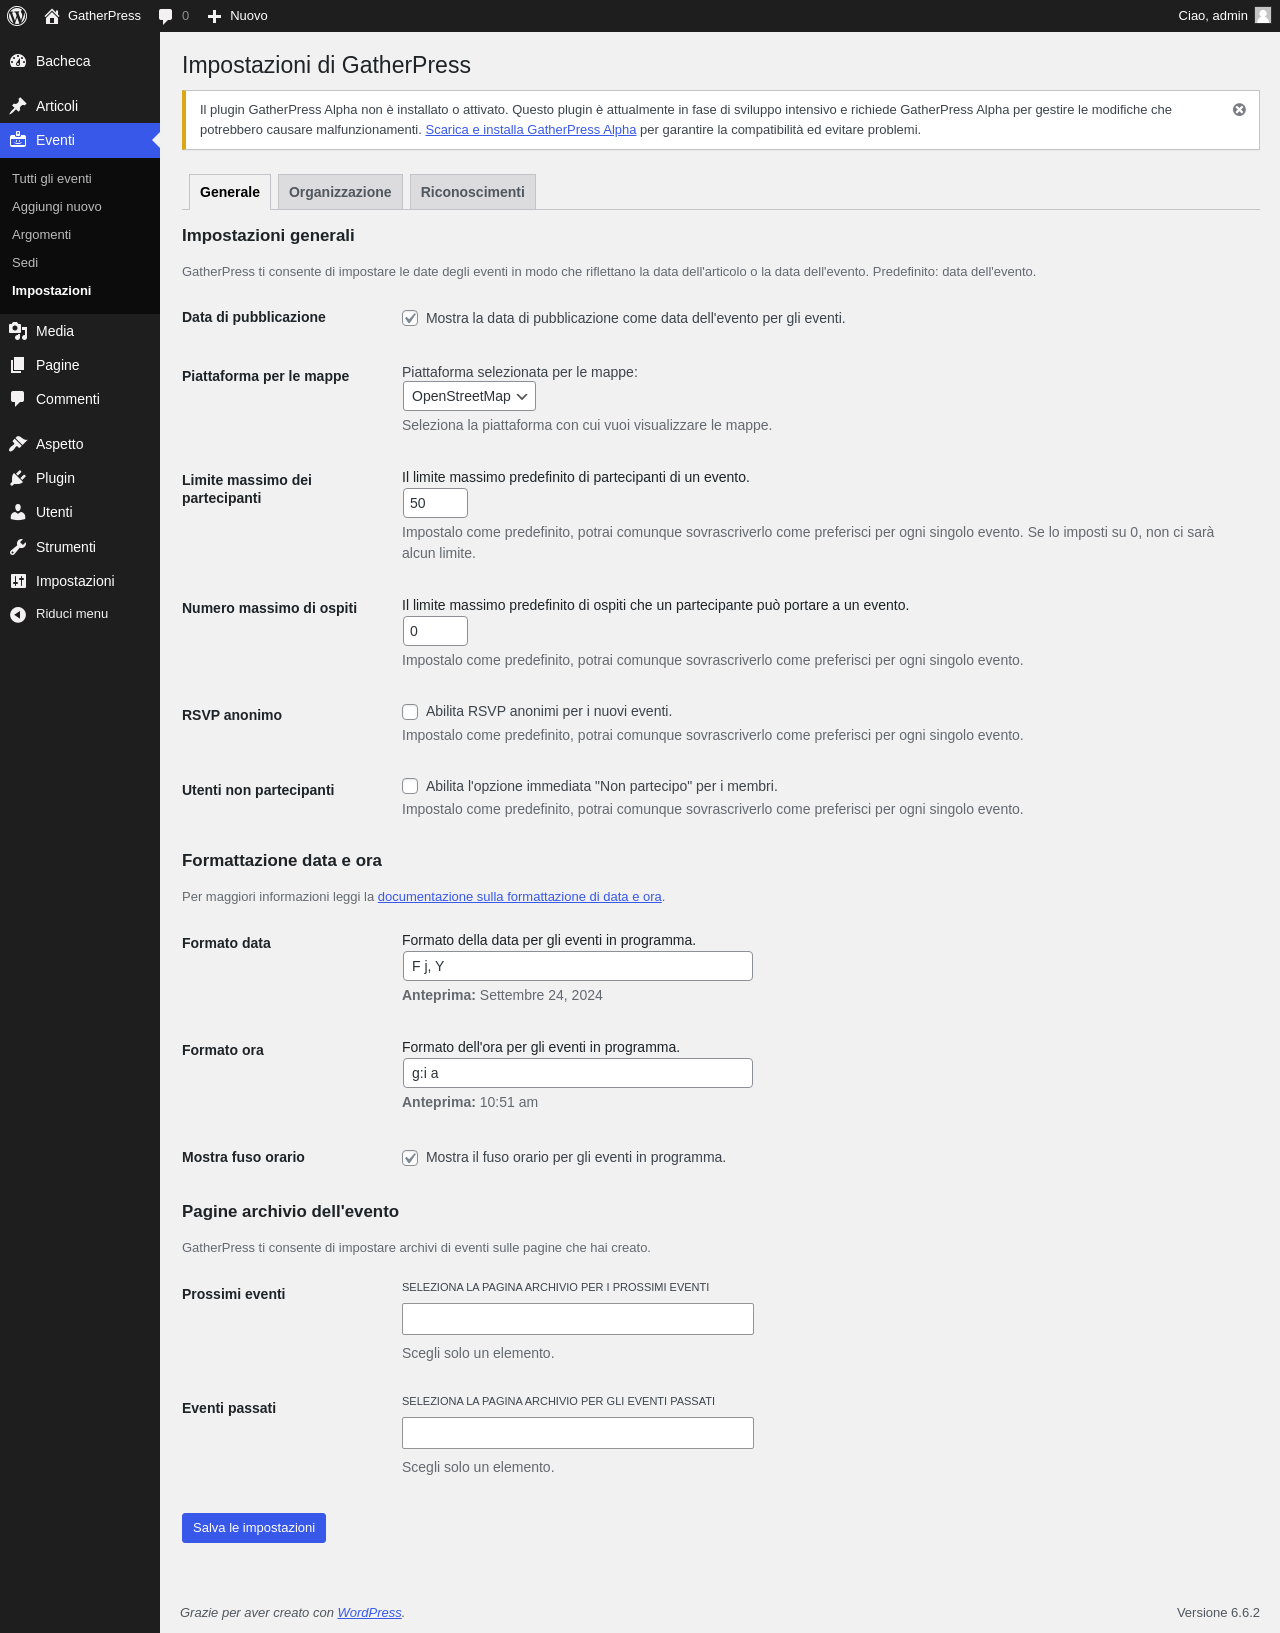 GatherPress
0
Nuovo
Ciao, admin
Bacheca
Articoli
Eventi
Tutti gli eventi
Aggiungi nuovo
Argomenti
Sedi
Impostazioni
Media
Pagine
Commenti
Aspetto
Plugin
Utenti
Strumenti
Impostazioni
Riduci menu
Impostazioni di GatherPress
Il plugin GatherPress Alpha non è installato o attivato. Questo plugin è attualmente in fase di sviluppo intensivo e richiede GatherPress Alpha per gestire le modifiche che
potrebbero causare malfunzionamenti. Scarica e installa GatherPress Alpha per garantire la compatibilità ed evitare problemi.
Generale
Organizzazione
Riconoscimenti
Impostazioni generali
GatherPress ti consente di impostare le date degli eventi in modo che riflettano la data dell'articolo o la data dell'evento. Predefinito: data dell'evento.
Data di pubblicazione
Mostra la data di pubblicazione come data dell'evento per gli eventi.
Piattaforma per le mappe
Piattaforma selezionata per le mappe:
OpenStreetMap
Seleziona la piattaforma con cui vuoi visualizzare le mappe.
Limite massimo dei
partecipanti
Il limite massimo predefinito di partecipanti di un evento.
50
Impostalo come predefinito, potrai comunque sovrascriverlo come preferisci per ogni singolo evento. Se lo imposti su 0, non ci sarà
alcun limite.
Numero massimo di ospiti
Il limite massimo predefinito di ospiti che un partecipante può portare a un evento.
0
Impostalo come predefinito, potrai comunque sovrascriverlo come preferisci per ogni singolo evento.
RSVP anonimo
Abilita RSVP anonimi per i nuovi eventi.
Impostalo come predefinito, potrai comunque sovrascriverlo come preferisci per ogni singolo evento.
Utenti non partecipanti
Abilita l'opzione immediata "Non partecipo" per i membri.
Impostalo come predefinito, potrai comunque sovrascriverlo come preferisci per ogni singolo evento.
Formattazione data e ora
Per maggiori informazioni leggi la documentazione sulla formattazione di data e ora.
Formato data
Formato della data per gli eventi in programma.
F j, Y
Anteprima: Settembre 24, 2024
Formato ora
Formato dell'ora per gli eventi in programma.
g:i a
Anteprima: 10:51 am
Mostra fuso orario
Mostra il fuso orario per gli eventi in programma.
Pagine archivio dell'evento
GatherPress ti consente di impostare archivi di eventi sulle pagine che hai creato.
Prossimi eventi
SELEZIONA LA PAGINA ARCHIVIO PER I PROSSIMI EVENTI
Scegli solo un elemento.
Eventi passati
SELEZIONA LA PAGINA ARCHIVIO PER GLI EVENTI PASSATI
Scegli solo un elemento.
Salva le impostazioni
Grazie per aver creato con WordPress.
Versione 6.6.2